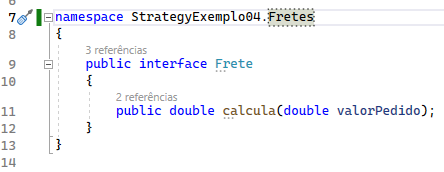 7 namespace StrategyExemplo04.Fretes
8 {
3 referências
9 public interface Frete
10 {
2 referências
11 public double calcula(double valorPedido);
12 }
13 }
14